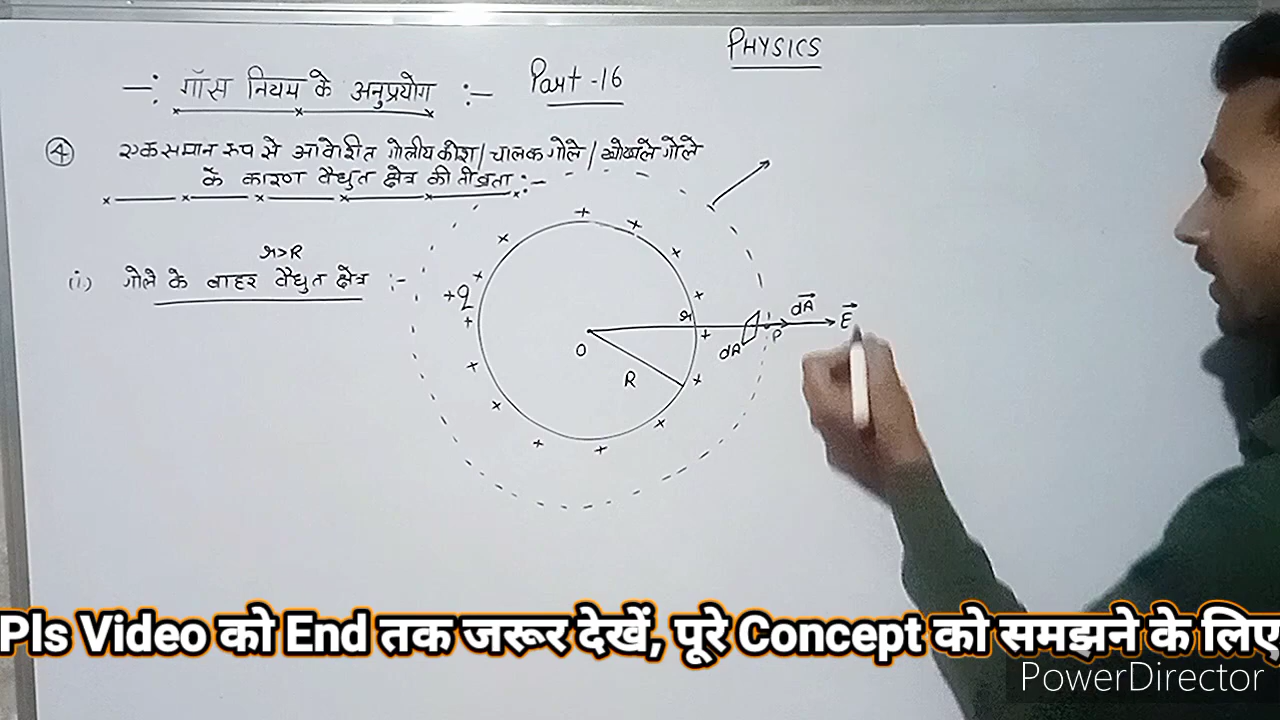 PHYSICS
—: गॉस नियम के अनुप्रयोग :— Part -16
④ एकसमान रूप से आवेशित गोलीय कोश/चालक गोले/खोखले गोले
के कारण वैद्युत क्षेत्र की तीव्रता :—
r>R
(i) गोले के बाहर वैद्युत क्षेत्र :-
+q
r
dA⃗
E⃗
P
dA
O
R
Pls Video को End तक जरूर देखें, पूरे Concept को समझने के लिए
PowerDirector